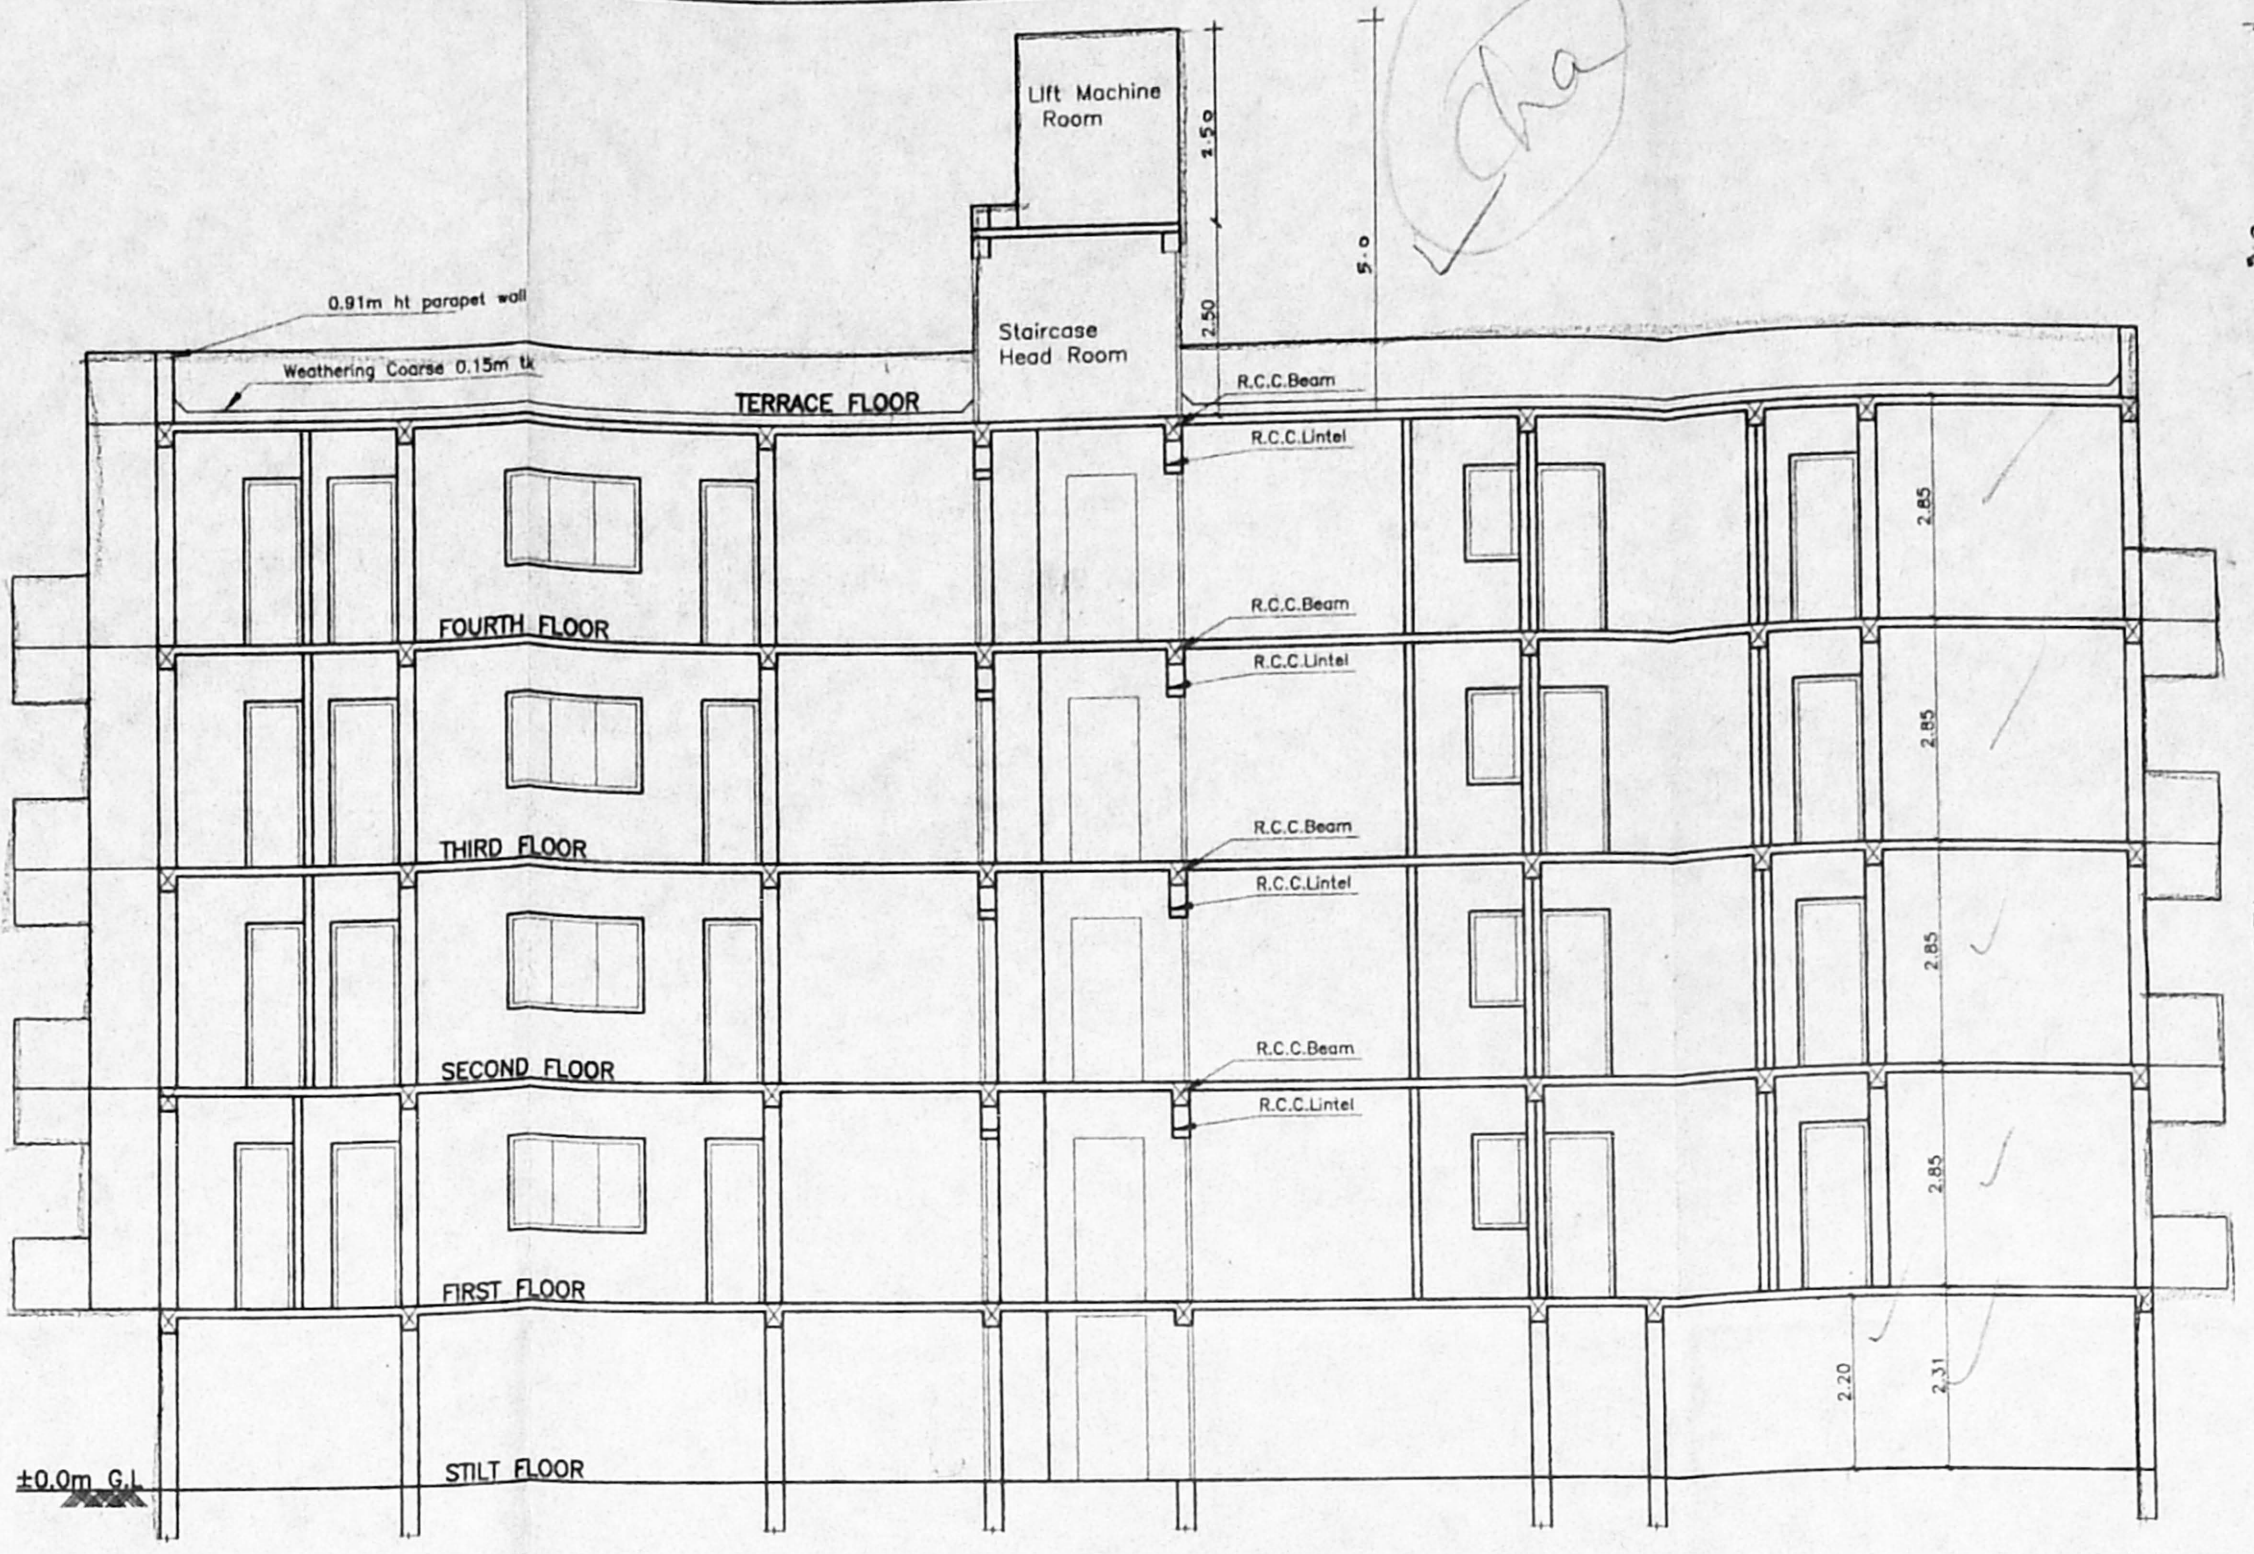 Lift Machine
Room
2.50
5.0
cha
0.91m ht parapet wall
Staircase
Head Room
2.50
Weathering Coarse 0.15m tk
R.C.C.Beam
TERRACE FLOOR
R.C.C.Lintel
2.85
R.C.C.Beam
FOURTH FLOOR
R.C.C.Lintel
2.85
R.C.C.Beam
THIRD FLOOR
R.C.C.Lintel
2.85
R.C.C.Beam
SECOND FLOOR
R.C.C.Lintel
2.85
FIRST FLOOR
2.20
2.31
STILT FLOOR
±0.0m G.L